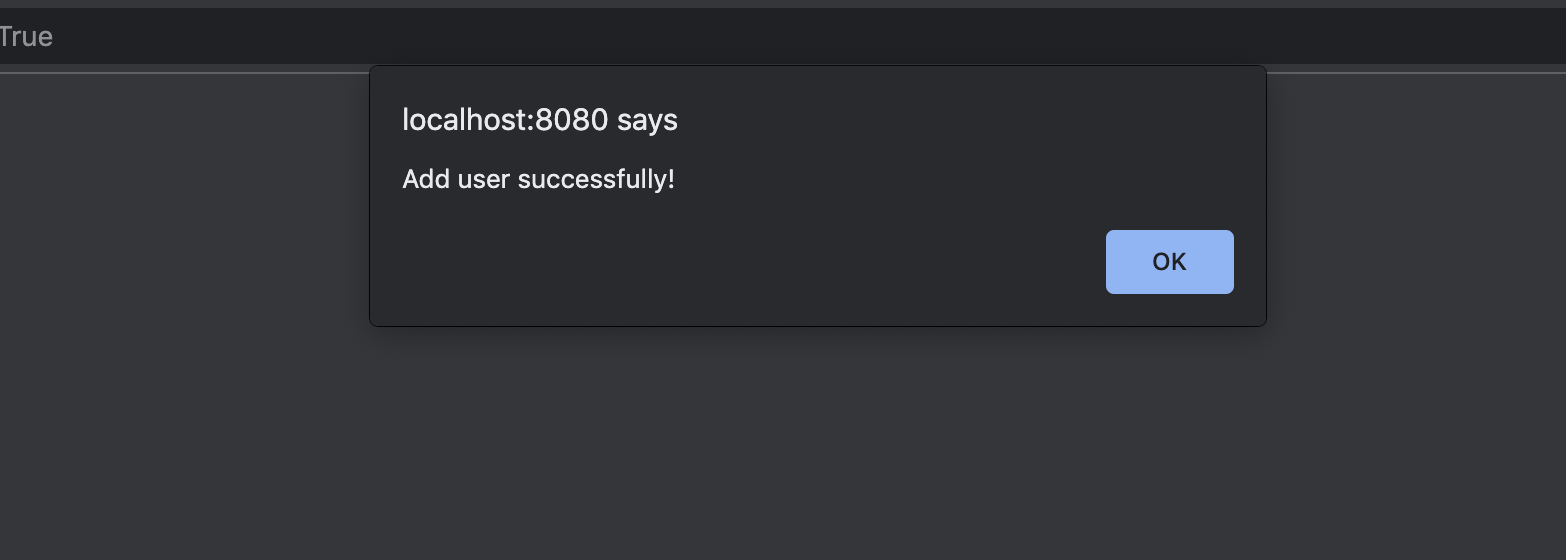 True
localhost:8080 says
Add user successfully!
OK